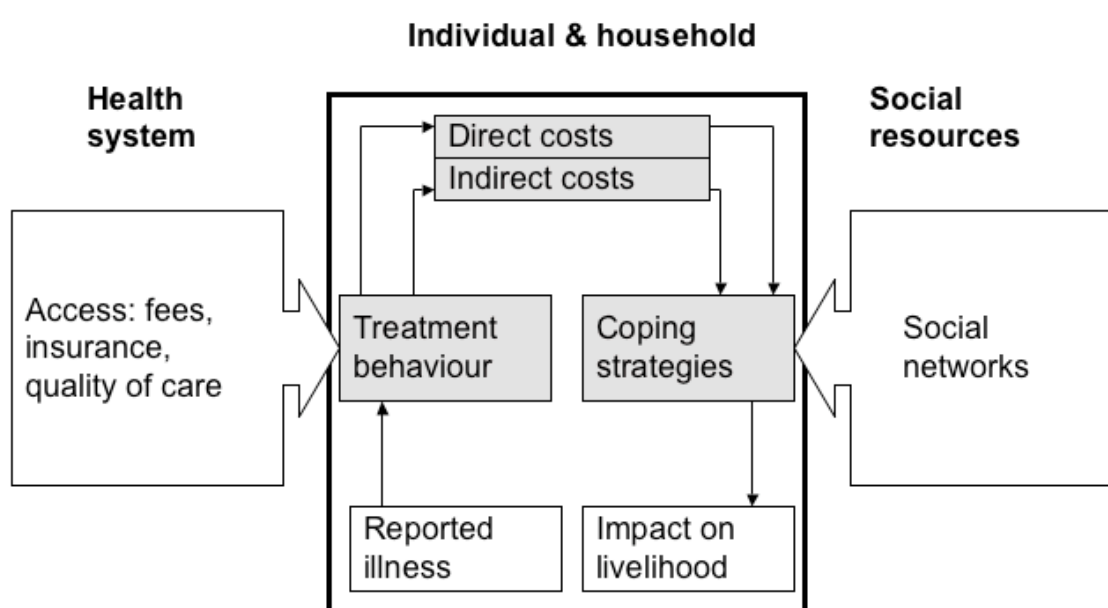 Individual & household
Health
system
Social
resources
Direct costs
Indirect costs
Access: fees,
insurance,
quality of care
Treatment
behaviour
Coping
strategies
Social
networks
Reported
illness
Impact on
livelihood